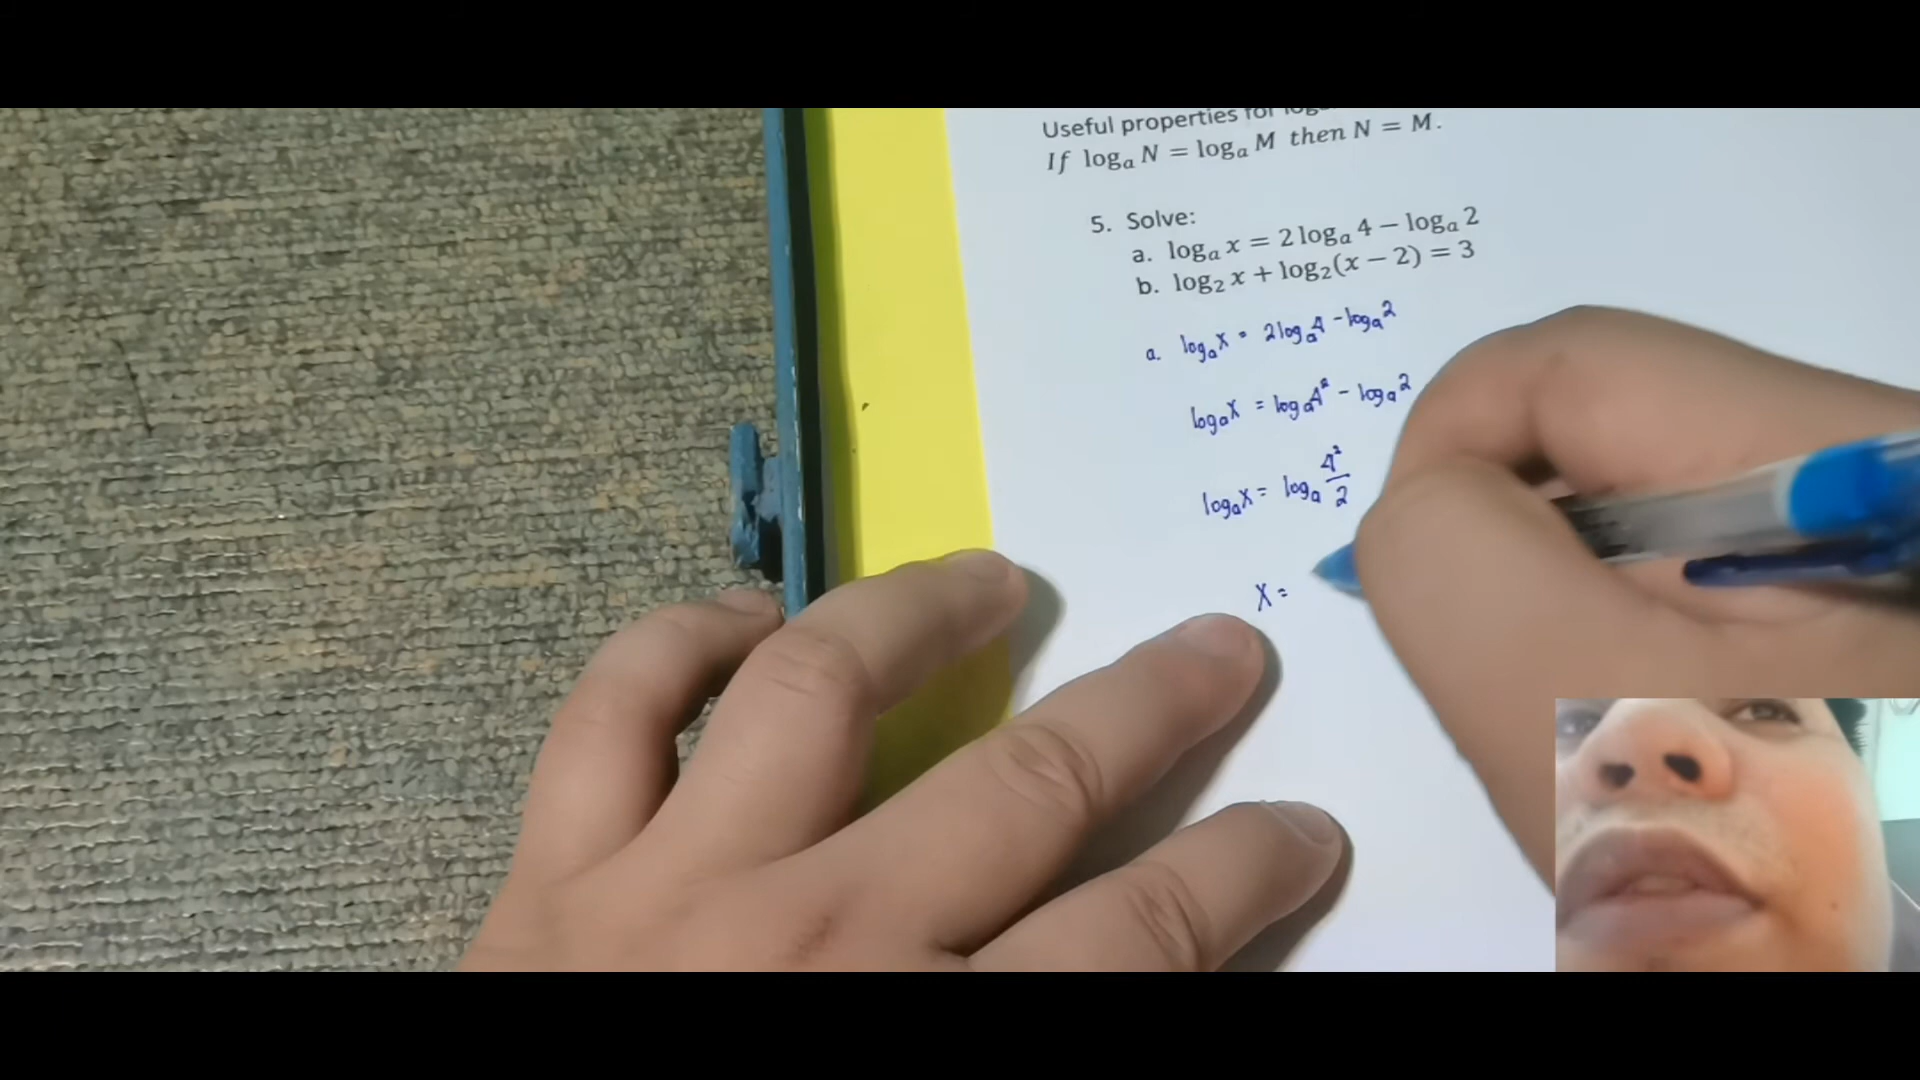 Useful properties for
If logₐ N = logₐ M then N = M.
5. Solve:
a. logₐ x = 2 logₐ 4 − logₐ 2
b. log₂ x + log₂(x − 2) = 3
a. logₐx = 2logₐ4 - logₐ2
logₐx = logₐ4² - logₐ2
logₐx = logₐ 4²/2
x =